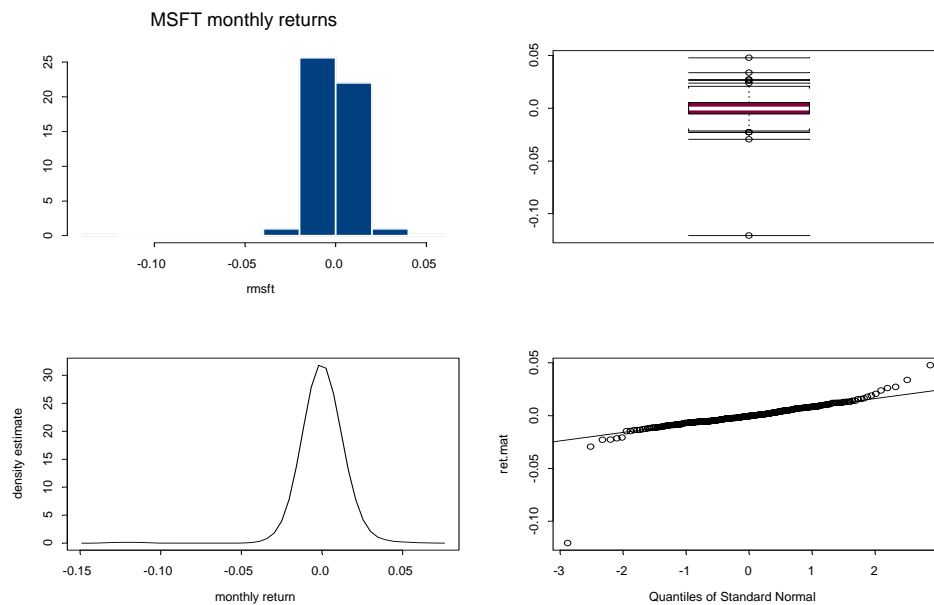 MSFT monthly returns
25
20
15
10
5
0
-0.10 -0.05 0.0 0.05
rmsft
0.05
0.0
-0.05
-0.10
30
25
20
15
10
5
0
density estimate
-0.15 -0.10 -0.05 0.0 0.05
monthly return
0.05
0.0
-0.05
-0.10
ret.mat
-3 -2 -1 0 1 2
Quantiles of Standard Normal